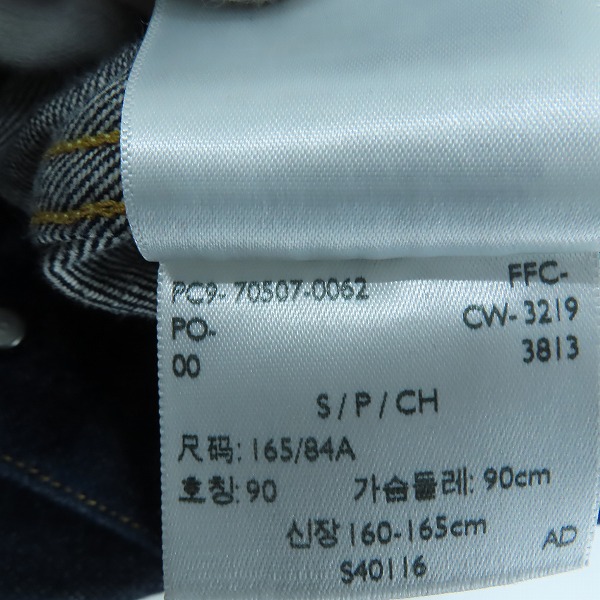 PC9- 70507-0062 FFC-
PO- CW- 3219
00 3813
S / P / CH
尺码: 165/84A
호칭: 90 가슴둘레: 90cm
신장 160-165cm
S40116 AD